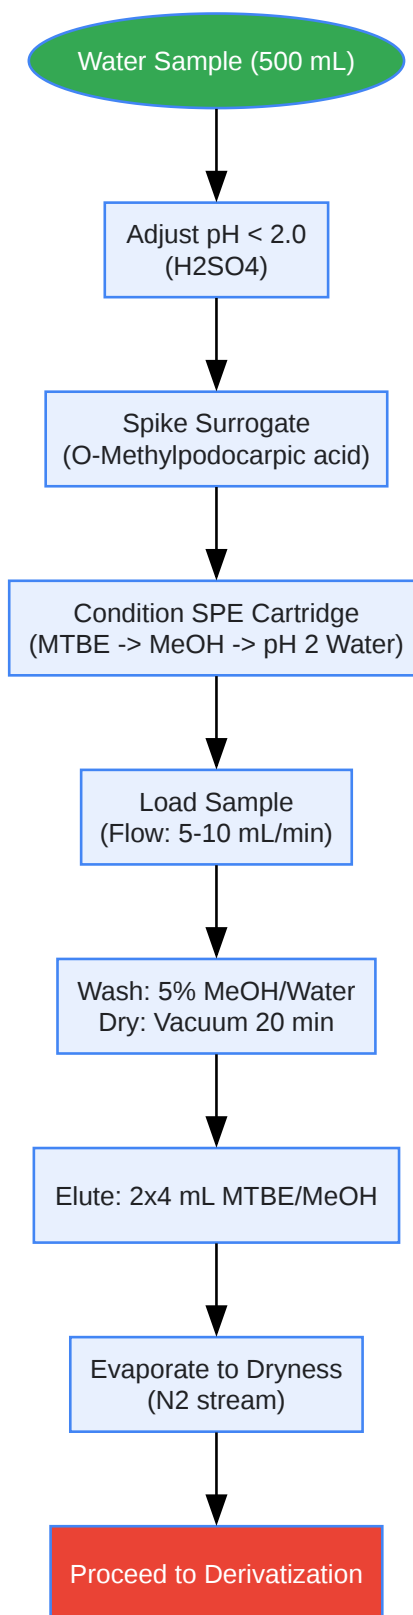 Water Sample (500 mL)
Adjust pH < 2.0
(H2SO4)
Spike Surrogate
(O-Methylpodocarpic acid)
Condition SPE Cartridge
(MTBE -> MeOH -> pH 2 Water)
Load Sample
(Flow: 5-10 mL/min)
Wash: 5% MeOH/Water
Dry: Vacuum 20 min
Elute: 2x4 mL MTBE/MeOH
Evaporate to Dryness
(N2 stream)
Proceed to Derivatization